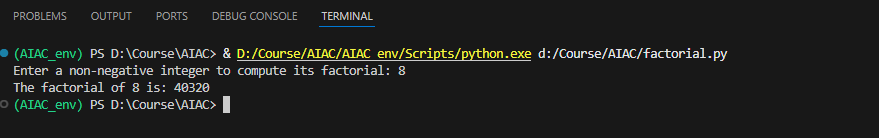 PROBLEMS OUTPUT PORTS DEBUG CONSOLE TERMINAL
(AIAC_env) PS D:\Course\AIAC> & D:/Course/AIAC/AIAC_env/Scripts/python.exe d:/Course/AIAC/factorial.py
Enter a non-negative integer to compute its factorial: 8
The factorial of 8 is: 40320
(AIAC_env) PS D:\Course\AIAC>